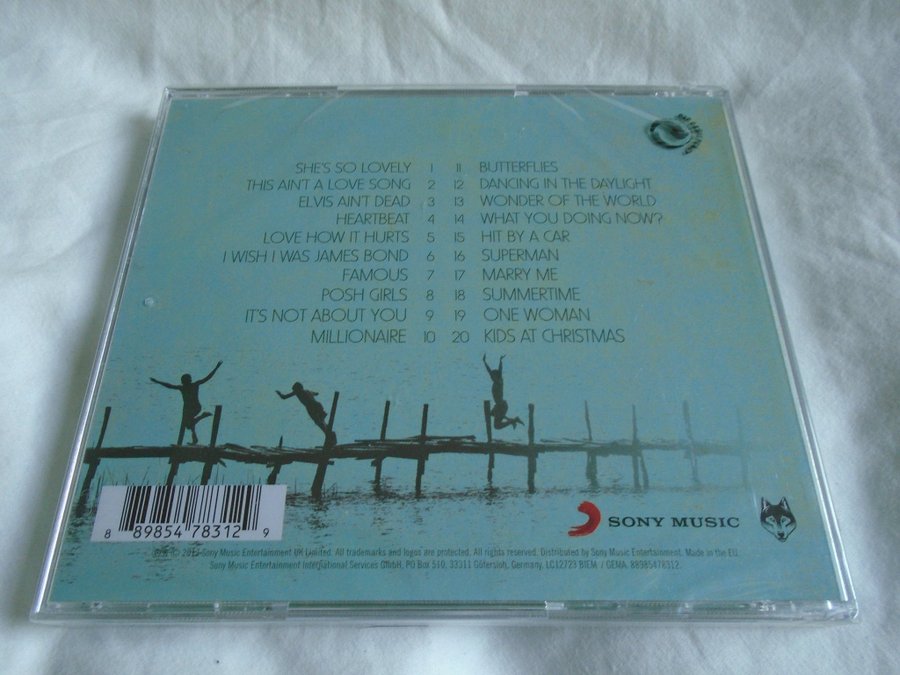 SHE'S SO LOVELY 1
THIS AIN'T A LOVE SONG 2
ELVIS AIN'T DEAD 3
HEARTBEAT 4
LOVE HOW IT HURTS 5
I WISH I WAS JAMES BOND 6
FAMOUS 7
POSH GIRLS 8
IT'S NOT ABOUT YOU 9
MILLIONAIRE 10
11 BUTTERFLIES
12 DANCING IN THE DAYLIGHT
13 WONDER OF THE WORLD
14 WHAT YOU DOING NOW?
15 HIT BY A CAR
16 SUPERMAN
17 MARRY ME
18 SUMMERTIME
19 ONE WOMAN
20 KIDS AT CHRISTMAS
8 89854 78312 9
SONY MUSIC
Sony Music Entertainment UK Limited. All trademarks and logos are protected. All rights reserved. Distributed by Sony Music Entertainment. Made in the EU.
Sony Music Entertainment International Services GmbH, PO Box 510, 33311 Gütersloh, Germany. LC12723 BIEM / GEMA. 88985478312.